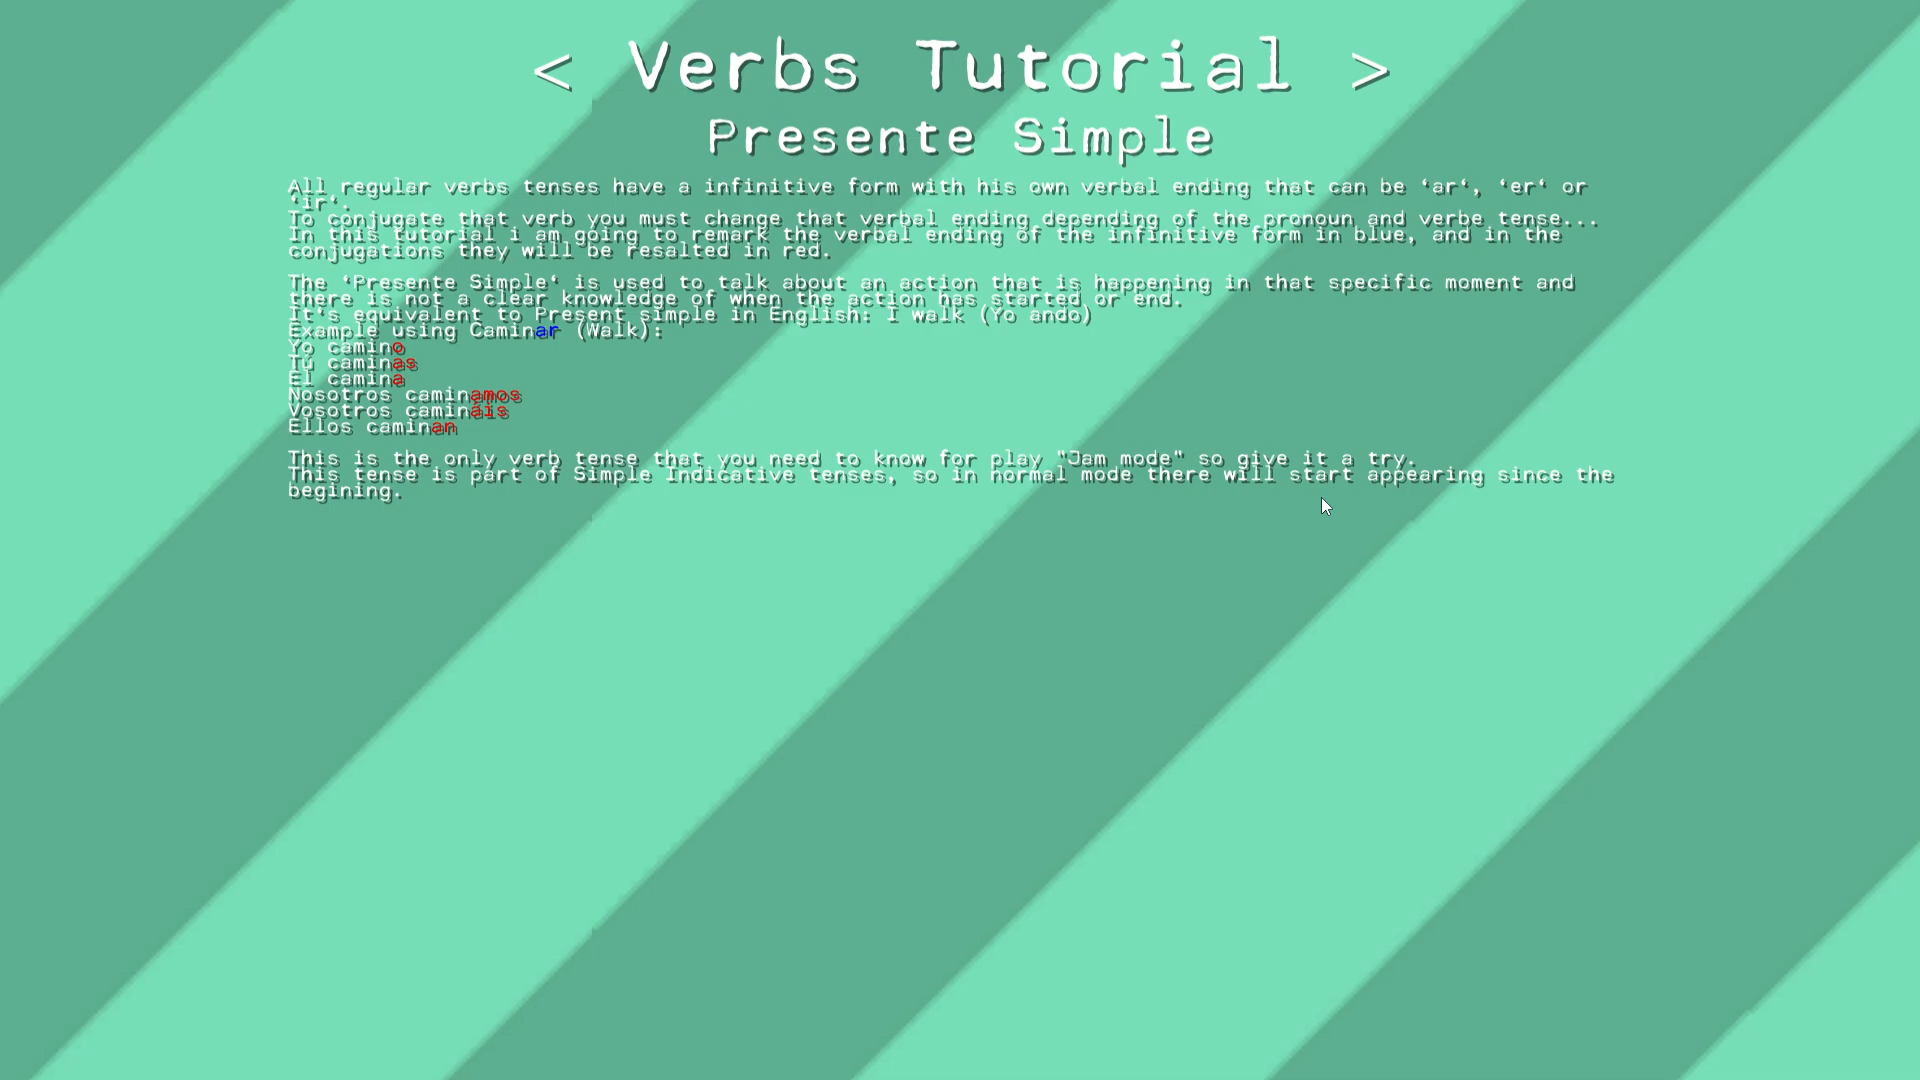 < Verbs Tutorial >
Presente Simple
All regular verbs tenses have a infinitive form with his own verbal ending that can be ‘ar‘, ‘er‘ or
‘ir‘.
To conjugate that verb you must change that verbal ending depending of the pronoun and verbe tense...
In this tutorial i am going to remark the verbal ending of the infinitive form in blue, and in the
conjugations they will be resalted in red.
The ‘Presente Simple‘ is used to talk about an action that is happening in that specific moment and
there is not a clear knowledge of when the action has started or end.
It's equivalent to Present simple in English: I walk (Yo ando)
Example using Caminar (Walk):
Yo camino
Tú caminas
Él camina
Nosotros caminamos
Vosotros camináis
Ellos caminan
This is the only verb tense that you need to know for play "Jam mode" so give it a try.
This tense is part of Simple Indicative tenses, so in normal mode there will start appearing since the
begining.